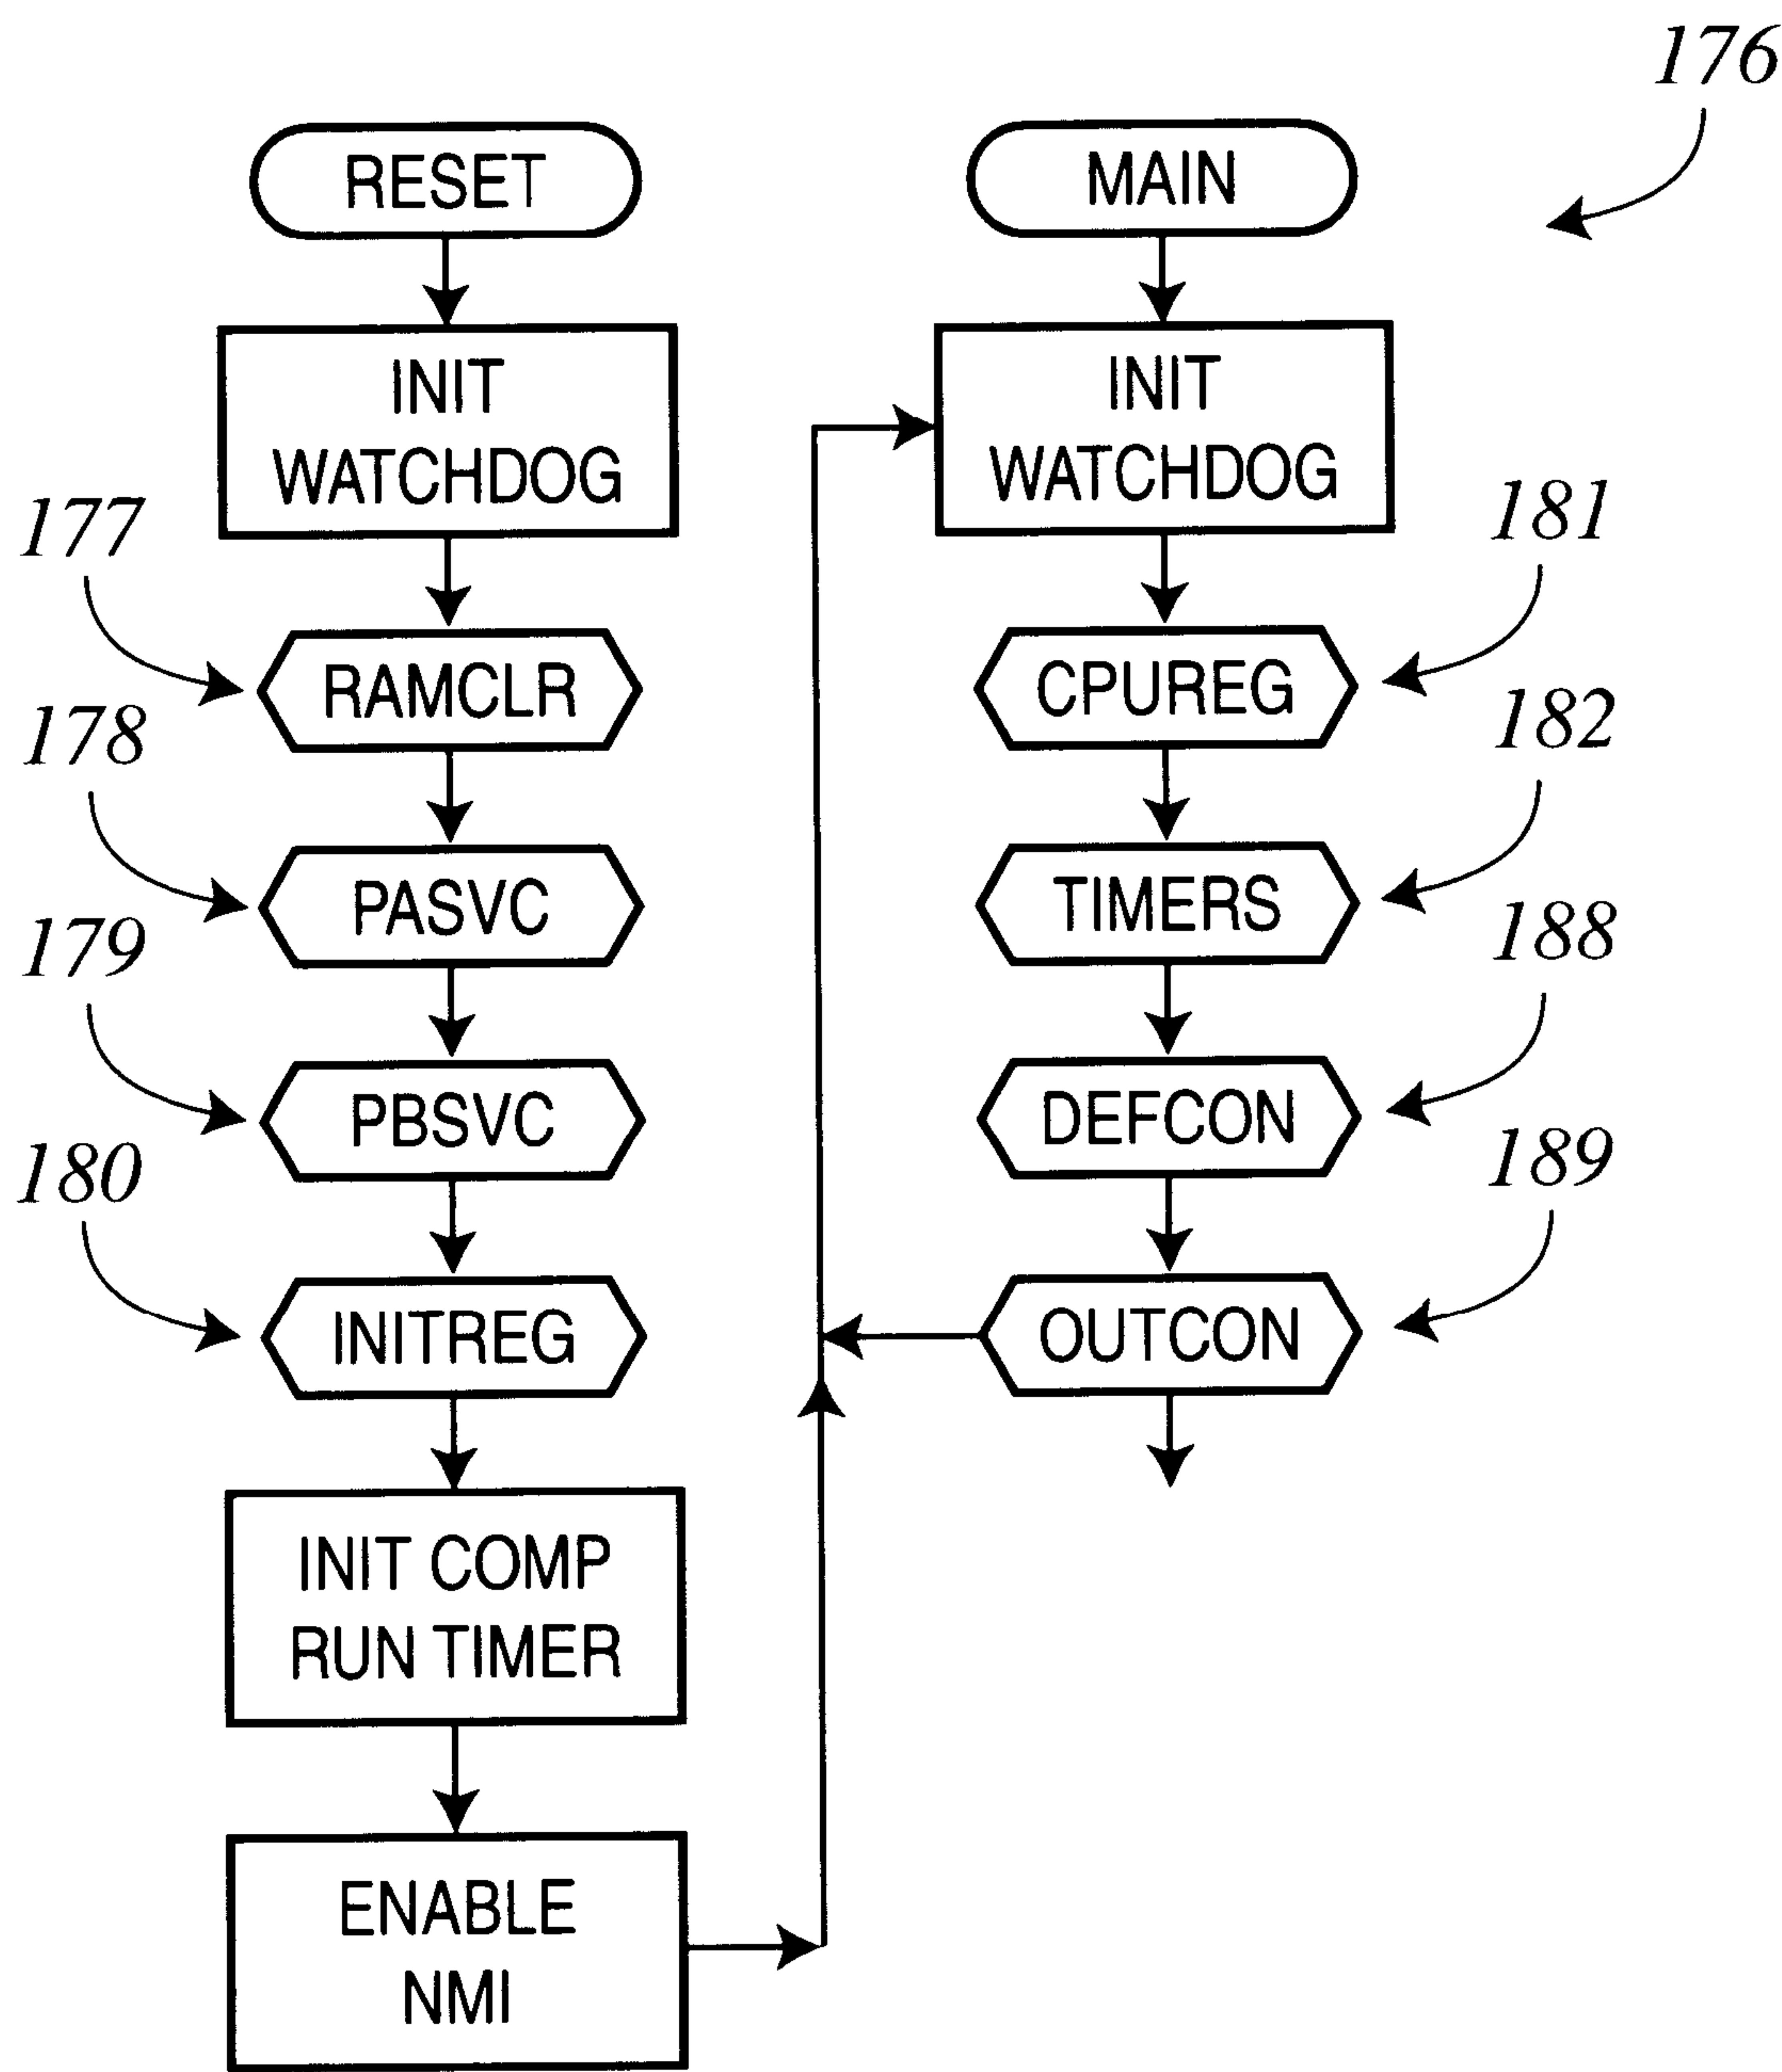 176
RESET
INIT
WATCHDOG
177
RAMCLR
178
PASVC
179
PBSVC
180
INITREG
INIT COMP
RUN TIMER
ENABLE
NMI
MAIN
INIT
WATCHDOG
181
CPUREG
182
TIMERS
188
DEFCON
189
OUTCON